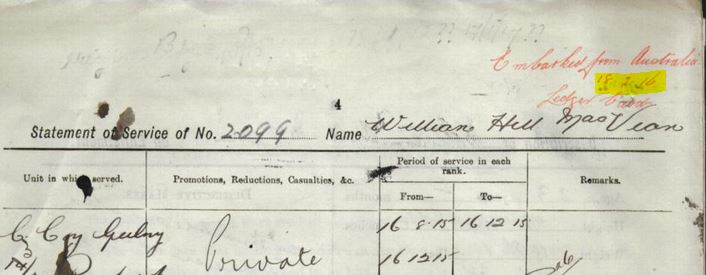 Embarked from Australia
18.2.16
Ledger Card
4
Statement of Service of No. 2099 Name William Hill MacVean
Unit in which served. Promotions, Reductions, Casualties, &c. Period of service in each rank. Remarks.
From— To—
C Coy Geelong Private 16 8 15 16 12 15
16 12 15